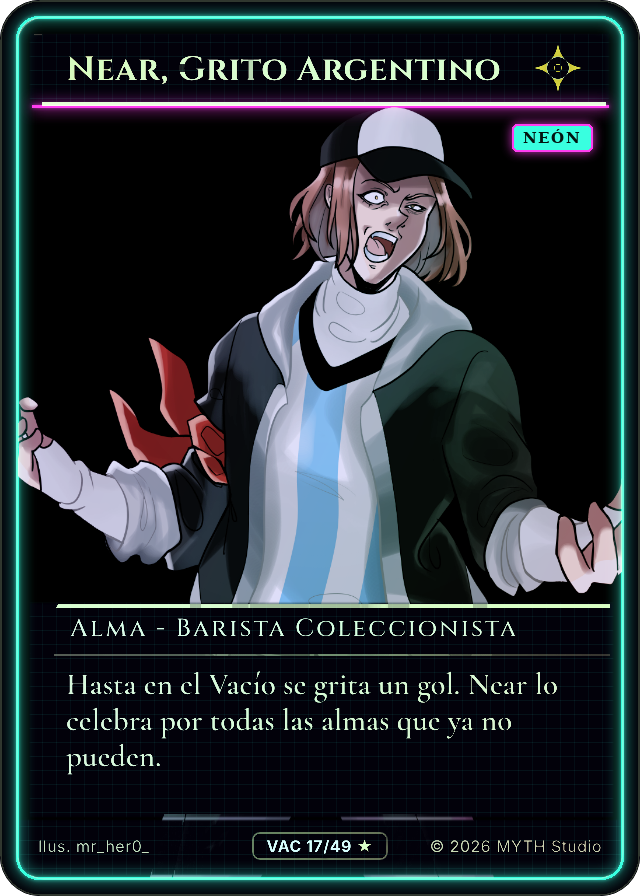 Near, Grito Argentino
NEÓN
Alma - Barista Coleccionista
Hasta en el Vacío se grita un gol. Near lo
celebra por todas las almas que ya no
pueden.
Ilus. mr_her0_
VAC 17/49 ★
© 2026 MYTH Studio